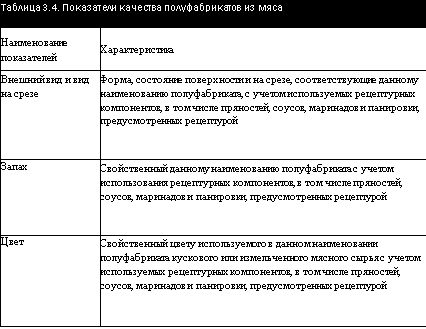 Таблица 3.4. Показатели качества полуфабрикатов из мяса
Наименование
показателей
Характеристика
Внешний вид и вид
на срезе
Форма, состояние поверхности и на срезе, соответствующие данному
наименованию полуфабриката, с учетом используемых рецептурных
компонентов, в том числе пряностей, соусов, маринадов и панировки,
предусмотренных рецептурой
Запах
Свойственный данному наименованию полуфабриката с учетом
использования рецептурных компонентов, в том числе пряностей,
соусов, маринадов и панировки, предусмотренных рецептурой
Цвет
Свойственный цвету используемого в данном наименовании
полуфабриката кускового или измельченного мясного сырья с учетом
используемых рецептурных компонентов, в том числе пряностей,
соусов, маринадов и панировки, предусмотренных рецептурой